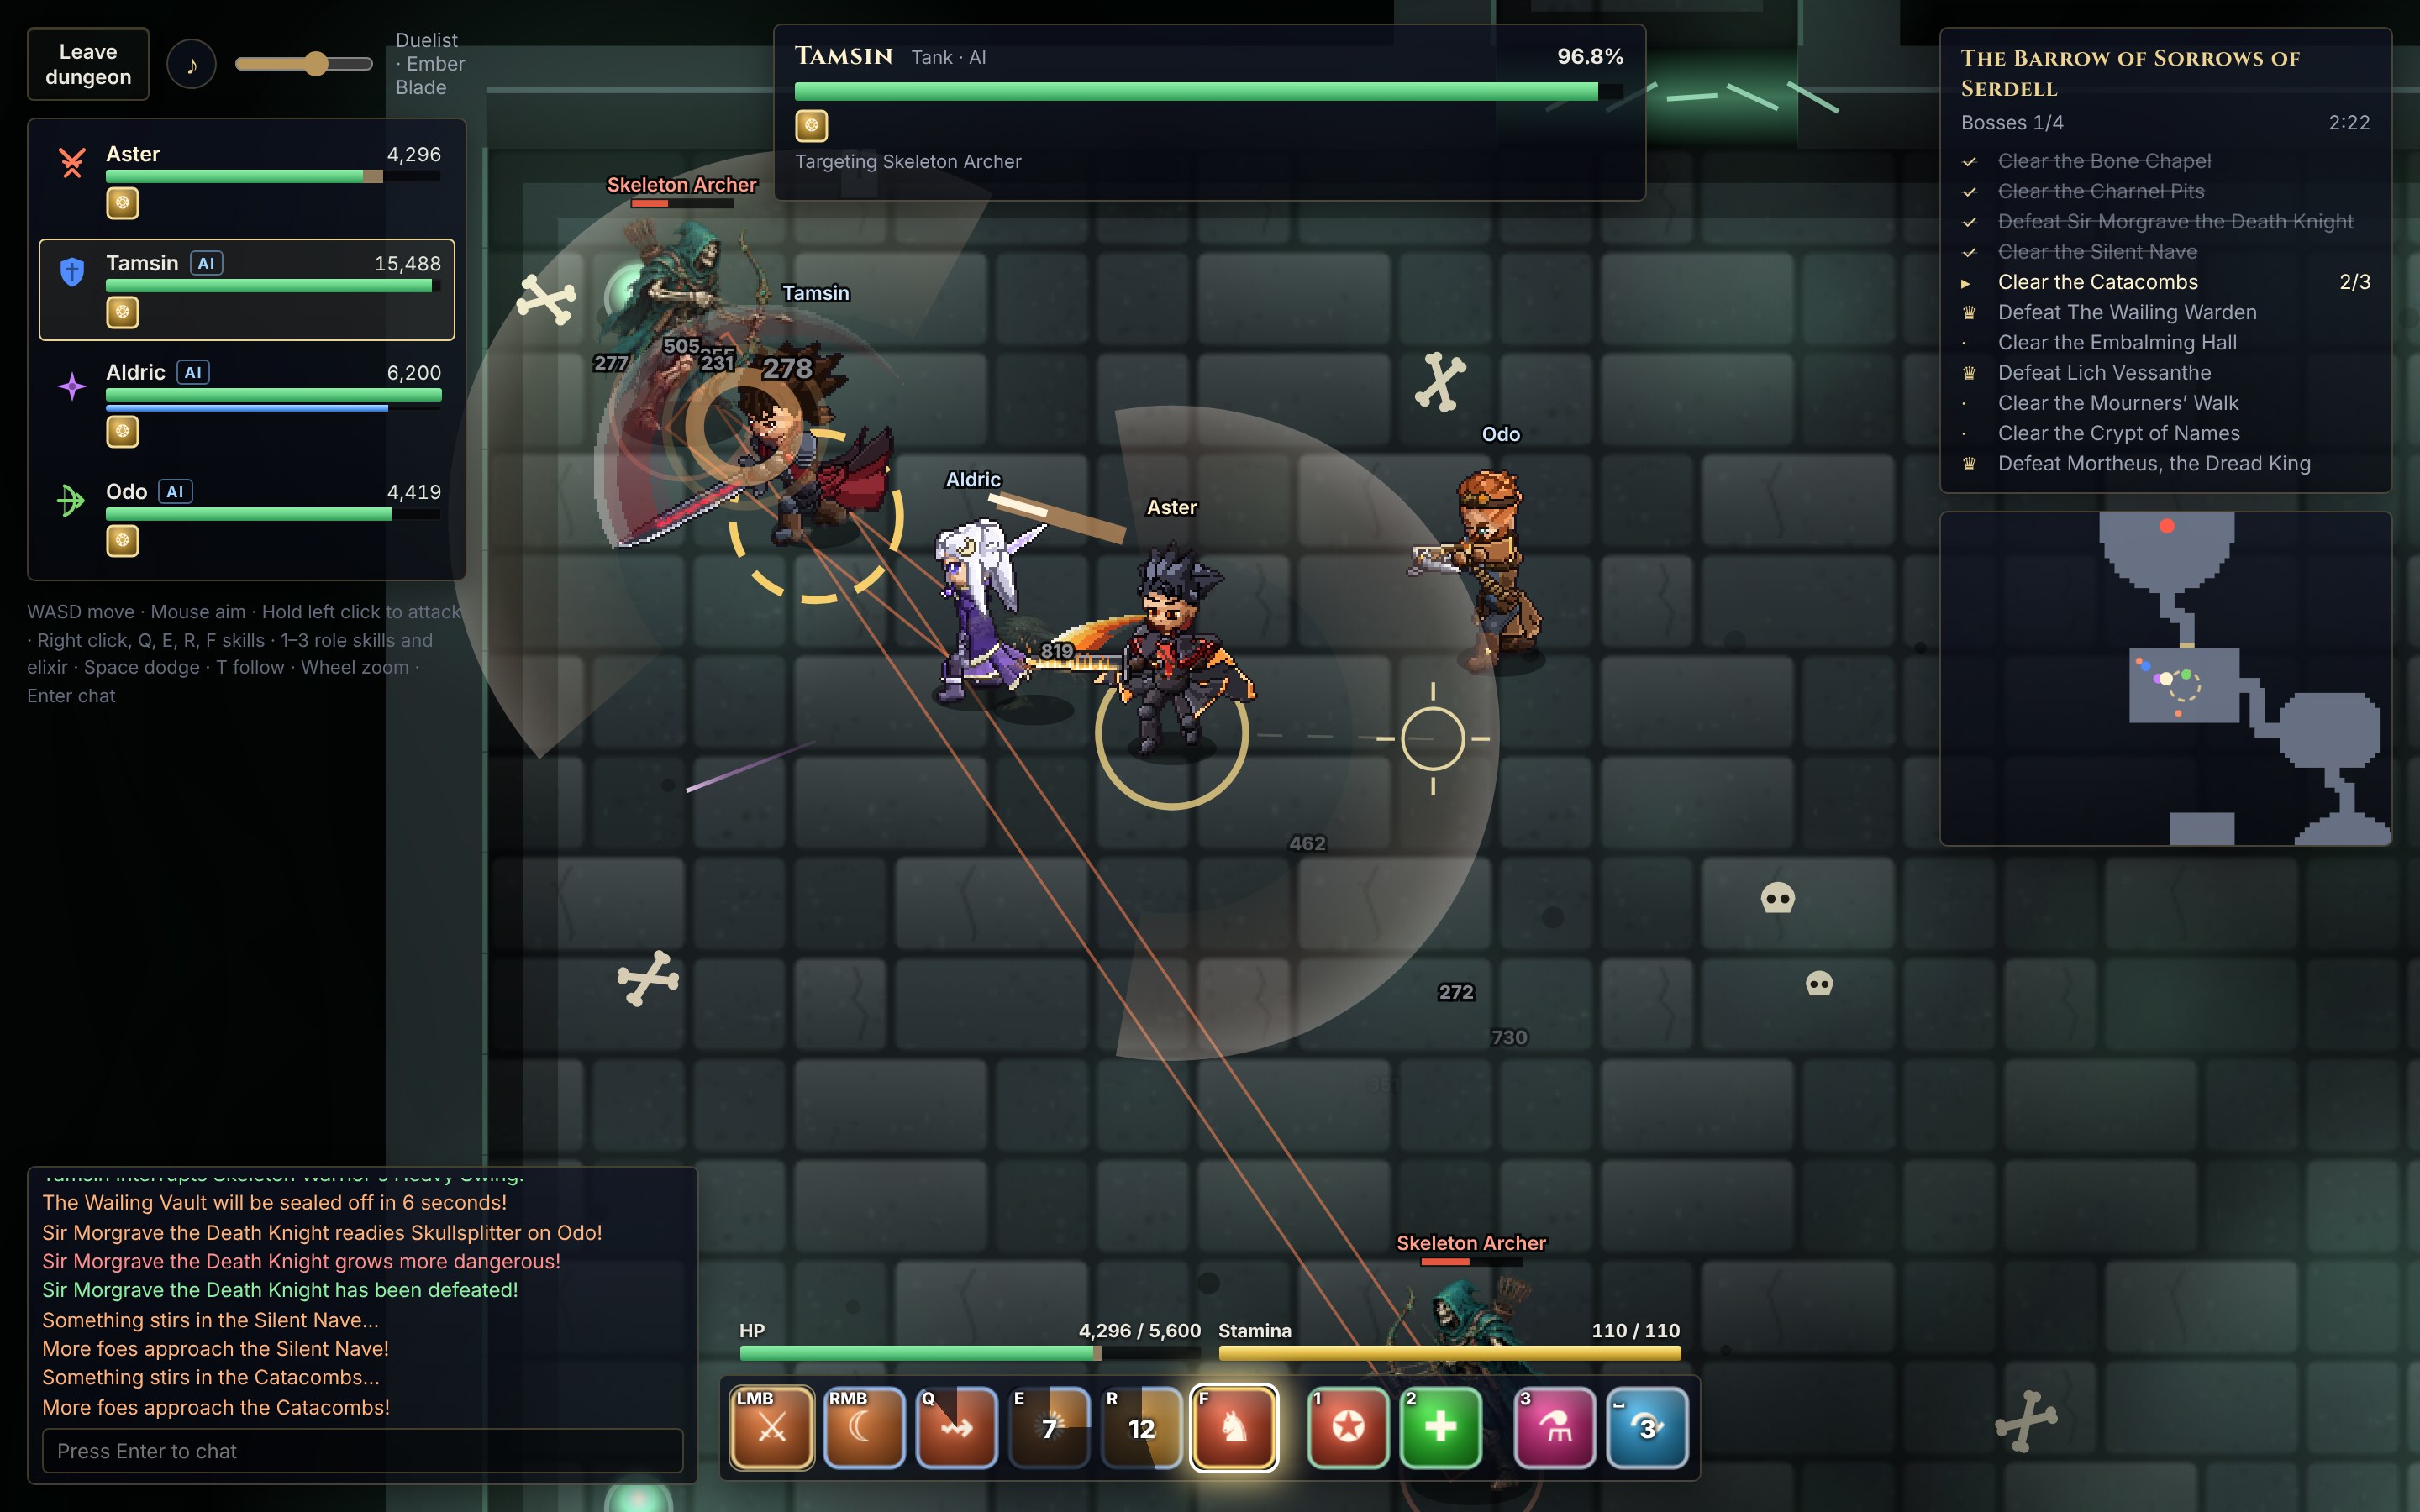 Leave
dungeon
♪
Duelist
· Ember
Blade
Aster
4,296
Tamsin AI
15,488
Aldric AI
6,200
Odo AI
4,419
WASD move · Mouse aim · Hold left click to attack
· Right click, Q, E, R, F skills · 1–3 role skills and
elixir · Space dodge · T follow · Wheel zoom ·
Enter chat
TAMSIN Tank · AI 96.8%
Targeting Skeleton Archer
THE BARROW OF SORROWS OF
SERDELL
Bosses 1/4 2:22
Clear the Bone Chapel
Clear the Charnel Pits
Defeat Sir Morgrave the Death Knight
Clear the Silent Nave
Clear the Catacombs 2/3
Defeat The Wailing Warden
Clear the Embalming Hall
Defeat Lich Vessanthe
Clear the Mourners’ Walk
Clear the Crypt of Names
Defeat Mortheus, the Dread King
Skeleton Archer
Tamsin
505
277
231
278
Aldric
Aster
Odo
819
462
272
730
Skeleton Archer
Tamsin interrupts Skeleton Warrior's Heavy Swing!
The Wailing Vault will be sealed off in 6 seconds!
Sir Morgrave the Death Knight readies Skullsplitter on Odo!
Sir Morgrave the Death Knight grows more dangerous!
Sir Morgrave the Death Knight has been defeated!
Something stirs in the Silent Nave...
More foes approach the Silent Nave!
Something stirs in the Catacombs...
More foes approach the Catacombs!
Press Enter to chat
HP 4,296 / 5,600
Stamina 110 / 110
LMB RMB Q E 7 R 12 F 1 2 3 3